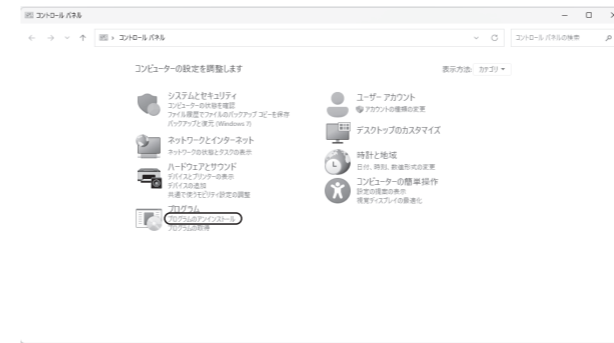 コントロール パネル
コントロール パネル
コントロール パネルの検索
コンピューターの設定を調整します
表示方法: カテゴリ
システムとセキュリティ
コンピューターの状態を確認
ファイル履歴でファイルのバックアップ コピーを保存
バックアップと復元 (Windows 7)
ネットワークとインターネット
ネットワークの状態とタスクの表示
ハードウェアとサウンド
デバイスとプリンターの表示
デバイスの追加
共通で使うモビリティ設定の調整
プログラム
プログラムのアンインストール
プログラムの取得
ユーザー アカウント
アカウントの種類の変更
デスクトップのカスタマイズ
時計と地域
日付、時刻、数値形式の変更
コンピューターの簡単操作
設定の提案の表示
視覚ディスプレイの最適化